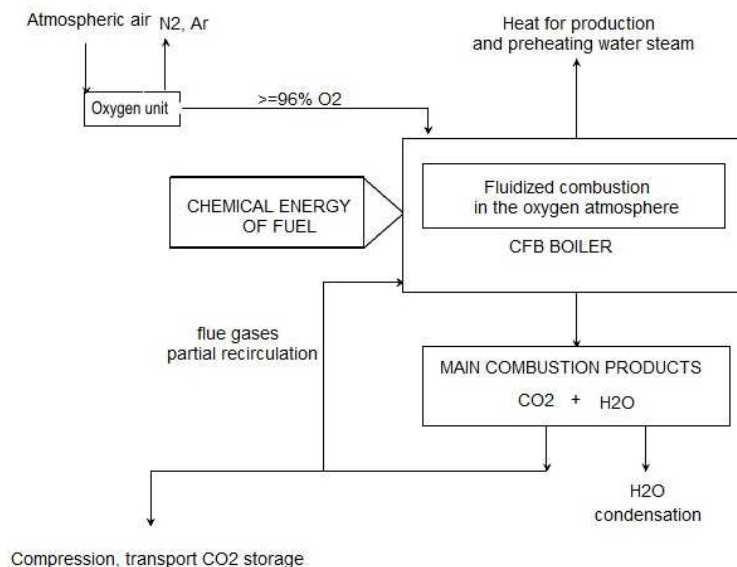 Atmospheric air
N2, Ar
Heat for production
and preheating water steam
Oxygen unit
>=96% O2
Fluidized combustion
in the oxygen atmosphere
CHEMICAL ENERGY
OF FUEL
CFB BOILER
flue gases
partial recirculation
MAIN COMBUSTION PRODUCTS
CO2 + H2O
H2O
condensation
Compression, transport CO2 storage